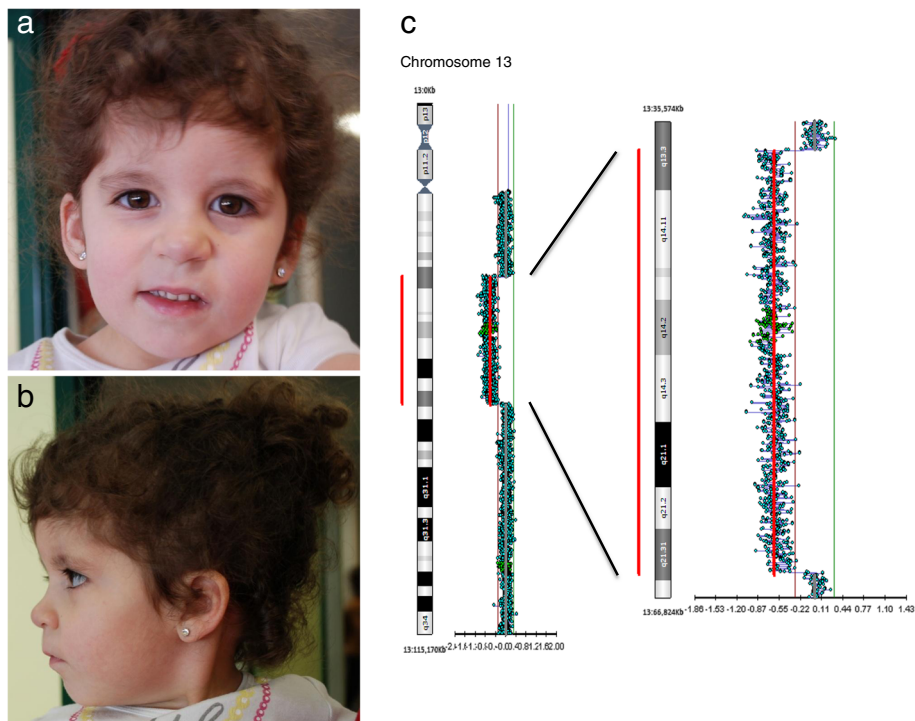 a
b
c
Chromosome 13
13:0Kb
p13
p12
p11.2
q31.1
q31.3
q34
13:115,170Kb
13:35,574Kb
q13.3
q14.11
q14.2
q14.3
q21.1
q21.2
q21.31
13:66,824Kb
-1.86 -1.53 -1.20 -0.87 -0.55 -0.22 0.11 0.44 0.77 1.10 1.43